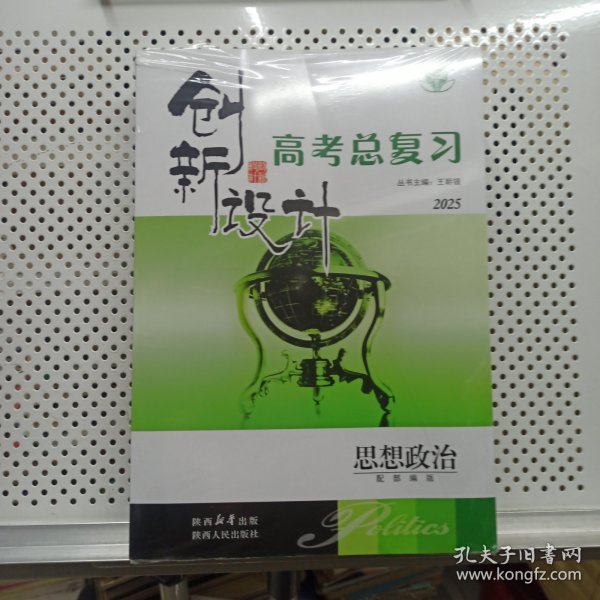 创新设计
高考总复习
丛书主编：王新银
2025
思想政治
配部编版
陕西新华出版
陕西人民出版社
Politics
孔夫子旧书网
www.kongfz.com